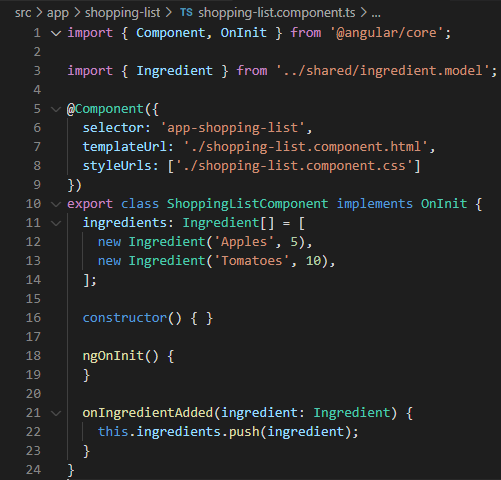 src > app > shopping-list > TS shopping-list.component.ts > ...
1 import { Component, OnInit } from '@angular/core';
2
3 import { Ingredient } from '../shared/ingredient.model';
4
5 @Component({
6   selector: 'app-shopping-list',
7   templateUrl: './shopping-list.component.html',
8   styleUrls: ['./shopping-list.component.css']
9 })
10 export class ShoppingListComponent implements OnInit {
11   ingredients: Ingredient[] = [
12     new Ingredient('Apples', 5),
13     new Ingredient('Tomatoes', 10),
14   ];
15
16   constructor() { }
17
18   ngOnInit() {
19   }
20
21   onIngredientAdded(ingredient: Ingredient) {
22     this.ingredients.push(ingredient);
23   }
24 }